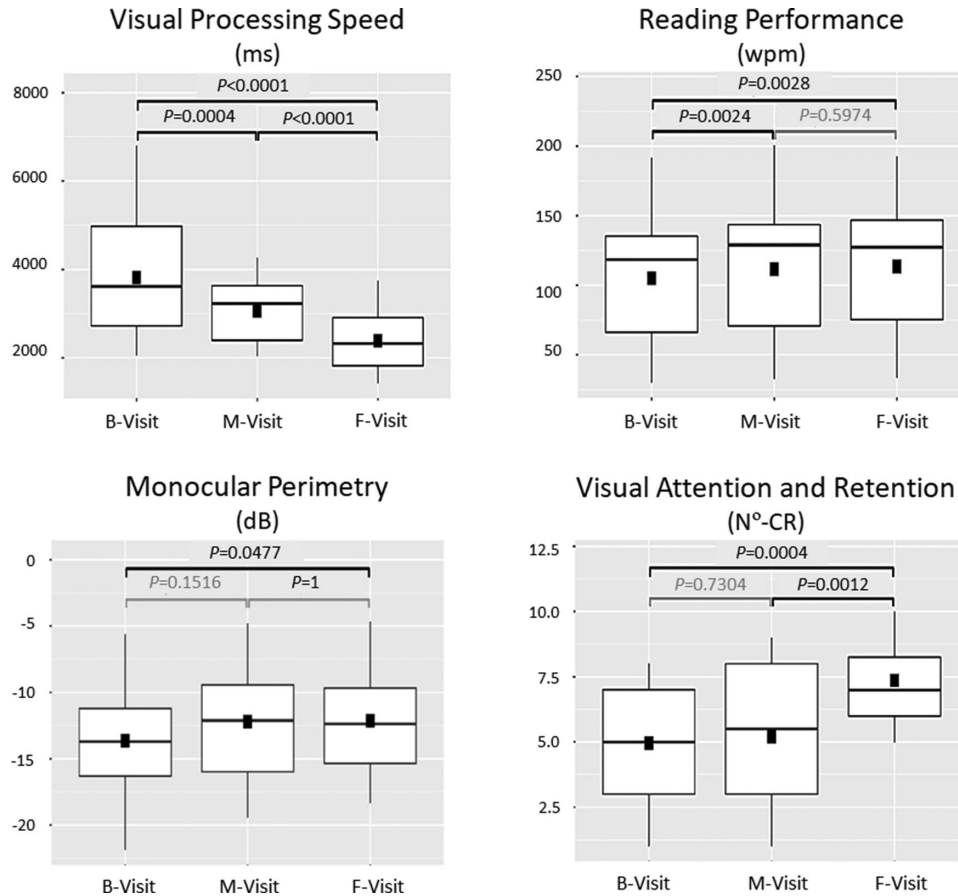 Visual Processing Speed
(ms)
P<0.0001
P=0.0004
P<0.0001
8000
6000
4000
2000
B-Visit
M-Visit
F-Visit
Reading Performance
(wpm)
P=0.0028
P=0.0024
P=0.5974
250
200
150
100
50
B-Visit
M-Visit
F-Visit
Monocular Perimetry
(dB)
P=0.0477
P=0.1516
P=1
0
-5
-10
-15
-20
B-Visit
M-Visit
F-Visit
Visual Attention and Retention
(Nº-CR)
P=0.0004
P=0.7304
P=0.0012
12.5
10.0
7.5
5.0
2.5
B-Visit
M-Visit
F-Visit